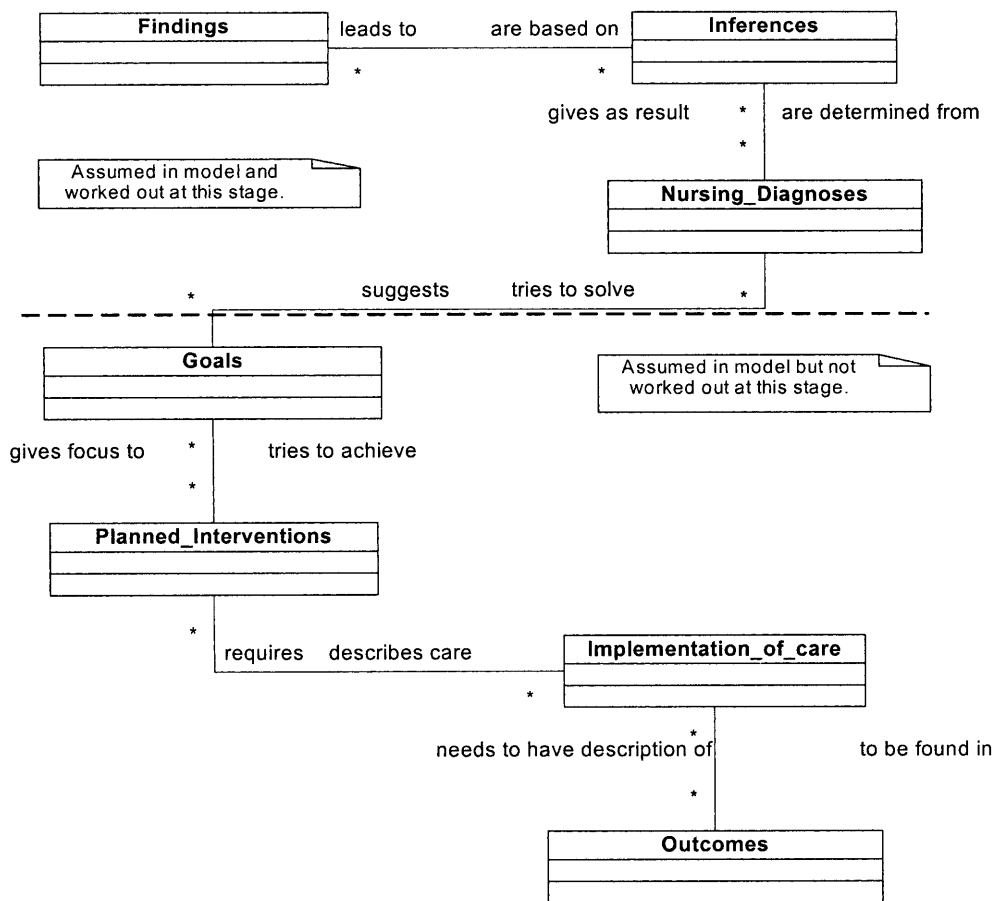 Findings
leads to
are based on
Inferences
*
*
gives as result
*
are determined from
*
Assumed in model and
worked out at this stage.
Nursing_Diagnoses
*
suggests
tries to solve
*
Goals
Assumed in model but not
worked out at this stage.
gives focus to
*
tries to achieve
*
Planned_Interventions
*
requires
describes care
Implementation_of_care
*
*
needs to have description of
to be found in
*
Outcomes